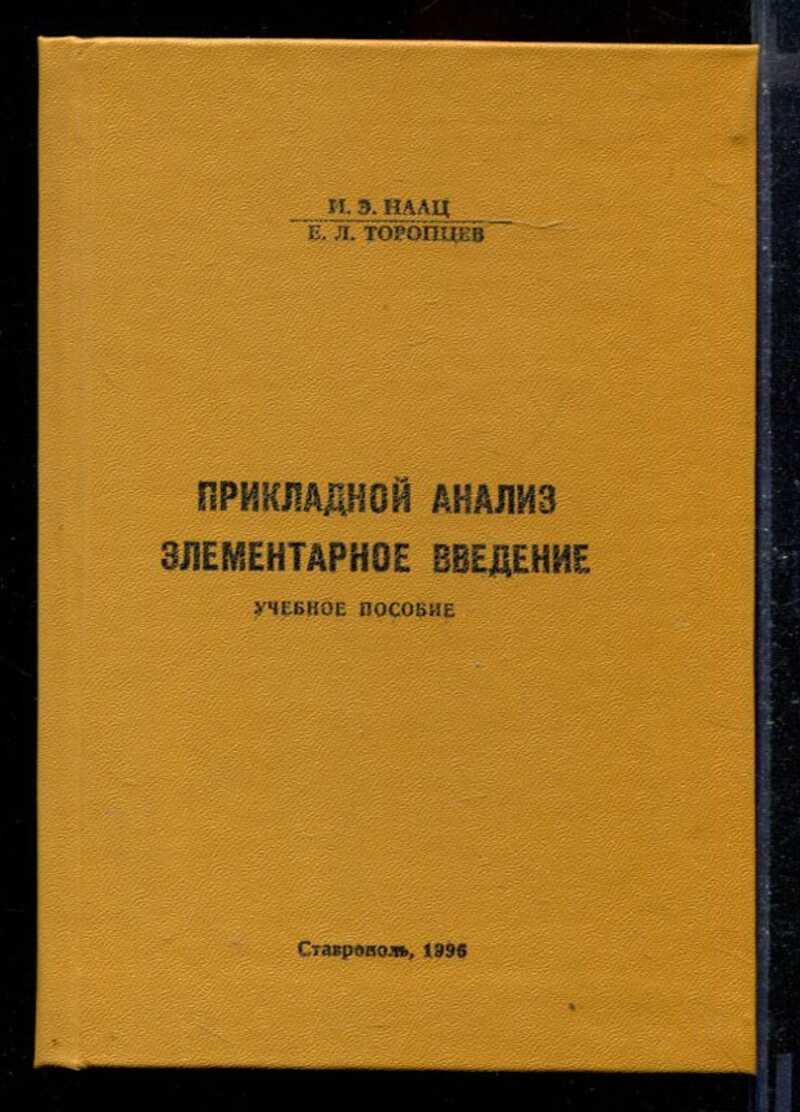 И. Э. НААЦ
Е. Л. ТОРОПЦЕВ
ПРИКЛАДНОЙ АНАЛИЗ
ЭЛЕМЕНТАРНОЕ ВВЕДЕНИЕ
УЧЕБНОЕ ПОСОБИЕ
Ставрополь, 1996